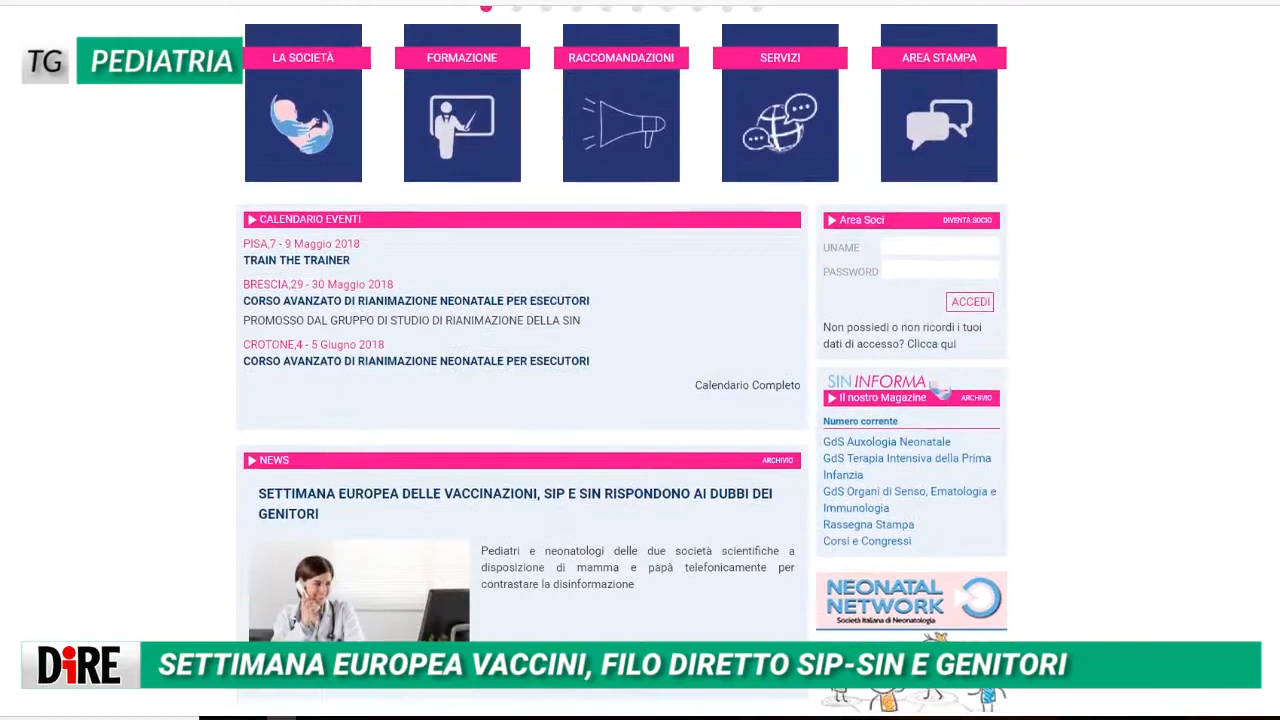 TG PEDIATRIA
LA SOCIETÀ
FORMAZIONE
RACCOMANDAZIONI
SERVIZI
AREA STAMPA
CALENDARIO EVENTI
PISA,7 - 9 Maggio 2018
TRAIN THE TRAINER
BRESCIA,29 - 30 Maggio 2018
CORSO AVANZATO DI RIANIMAZIONE NEONATALE PER ESECUTORI
PROMOSSO DAL GRUPPO DI STUDIO DI RIANIMAZIONE DELLA SIN
CROTONE,4 - 5 Giugno 2018
CORSO AVANZATO DI RIANIMAZIONE NEONATALE PER ESECUTORI
Calendario Completo
Area Soci DIVENTA SOCIO
UNAME
PASSWORD
ACCEDI
Non possiedi o non ricordi i tuoi
dati di accesso? Clicca qui
SIN INFORMA
Il nostro Magazine ARCHIVIO
Numero corrente
GdS Auxologia Neonatale
GdS Terapia Intensiva della Prima
Infanzia
GdS Organi di Senso, Ematologia e
Immunologia
Rassegna Stampa
Corsi e Congressi
NEWS ARCHIVIO
SETTIMANA EUROPEA DELLE VACCINAZIONI, SIP E SIN RISPONDONO AI DUBBI DEI
GENITORI
Pediatri e neonatologi delle due società scientifiche a
disposizione di mamma e papà telefonicamente per
contrastare la disinformazione
NEONATAL
NETWORK
Società Italiana di Neonatologia
DiRE SETTIMANA EUROPEA VACCINI, FILO DIRETTO SIP-SIN E GENITORI